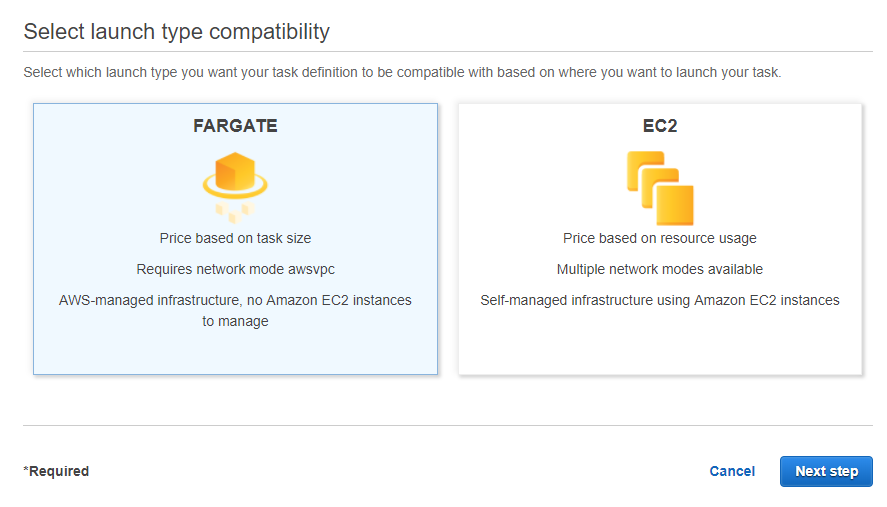 Select launch type compatibility
Select which launch type you want your task definition to be compatible with based on where you want to launch your task.
FARGATE
Price based on task size
Requires network mode awsvpc
AWS-managed infrastructure, no Amazon EC2 instances
to manage
EC2
Price based on resource usage
Multiple network modes available
Self-managed infrastructure using Amazon EC2 instances
*Required
Cancel
Next step